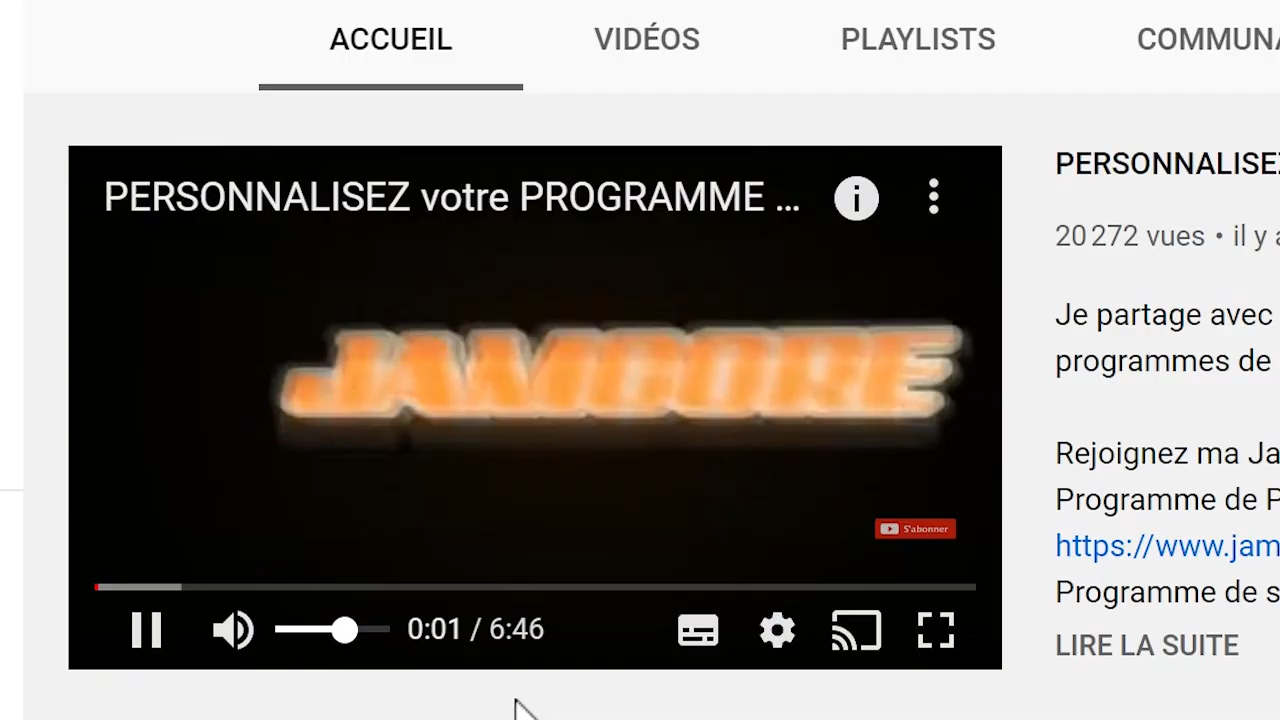 ACCUEIL
VIDÉOS
PLAYLISTS
COMMUNA
PERSONNALISEZ votre PROGRAMME ...
i
JAMCORE
S'abonner
0:01 / 6:46
PERSONNALISEZ
20 272 vues • il y a
Je partage avec
programmes de
Rejoignez ma Ja
Programme de P
https://www.jam
Programme de s
LIRE LA SUITE